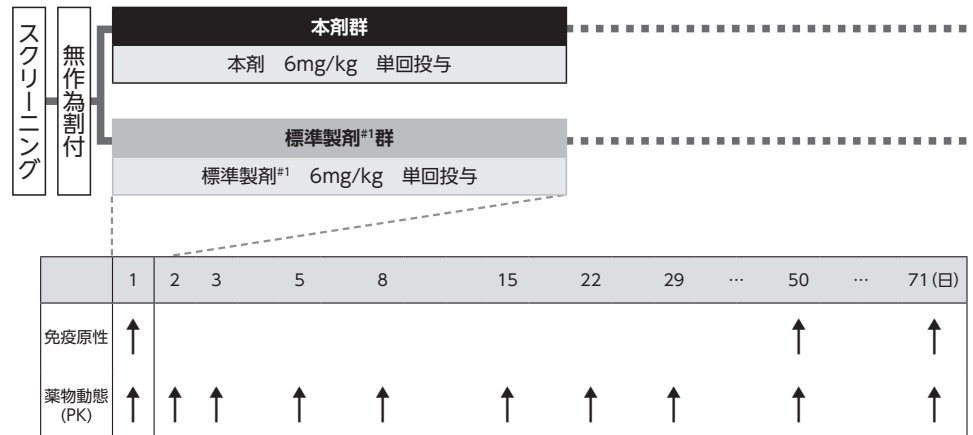 スクリーニング
無作為割付
本剤群
本剤 6mg/kg 単回投与
標準製剤#1群
標準製剤#1 6mg/kg 単回投与
1 2 3 5 8 15 22 29 … 50 … 71(日)
免疫原性
薬物動態
(PK)